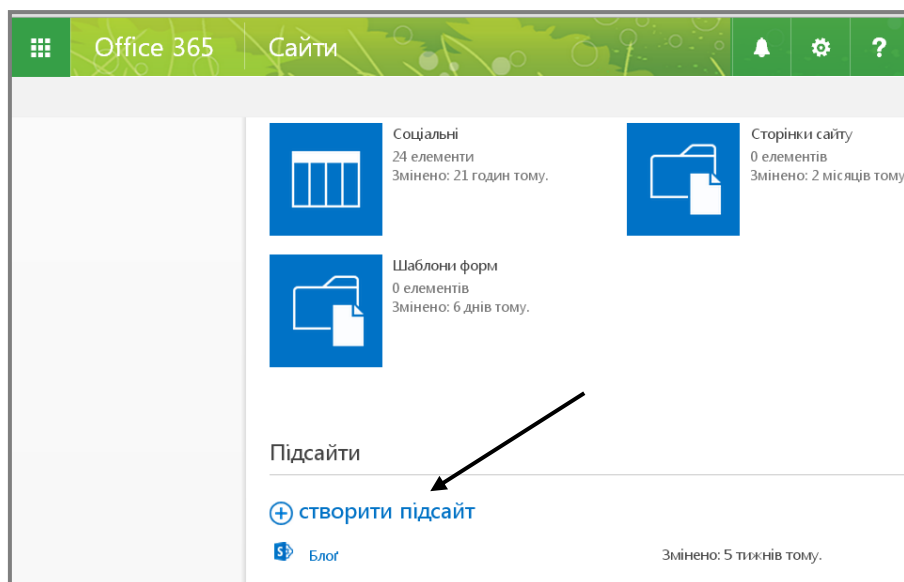 Office 365 Сайти ?
Соціальні
24 елементи
Змінено: 21 годин тому.
Сторінки сайту
0 елементів
Змінено: 2 місяців тому
Шаблони форм
0 елементів
Змінено: 6 днів тому.
Підсайти
створити підсайт
S Блоґ Змінено: 5 тижнів тому.